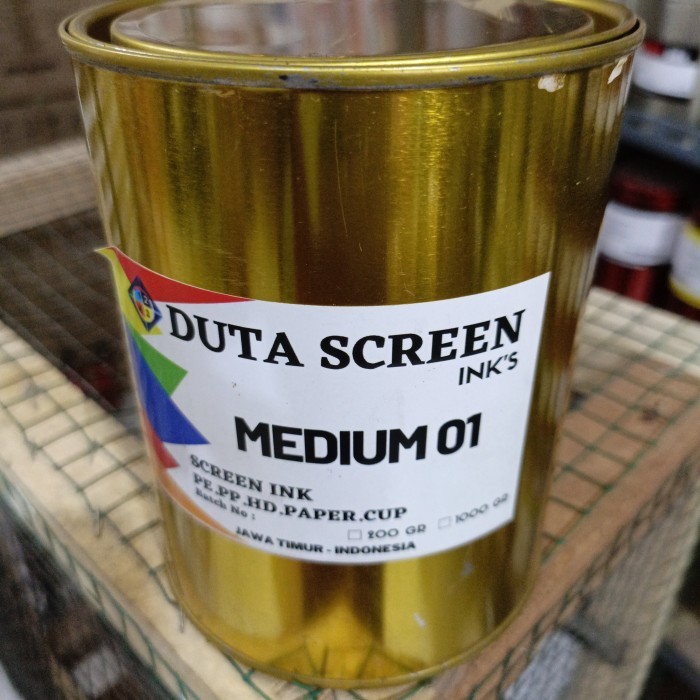 DUTA SCREEN
INK'S
MEDIUM 01
SCREEN INK
PE.PP.HD.PAPER.CUP
Batch No :
200 GR 1000 GR
JAWA TIMUR - INDONESIA